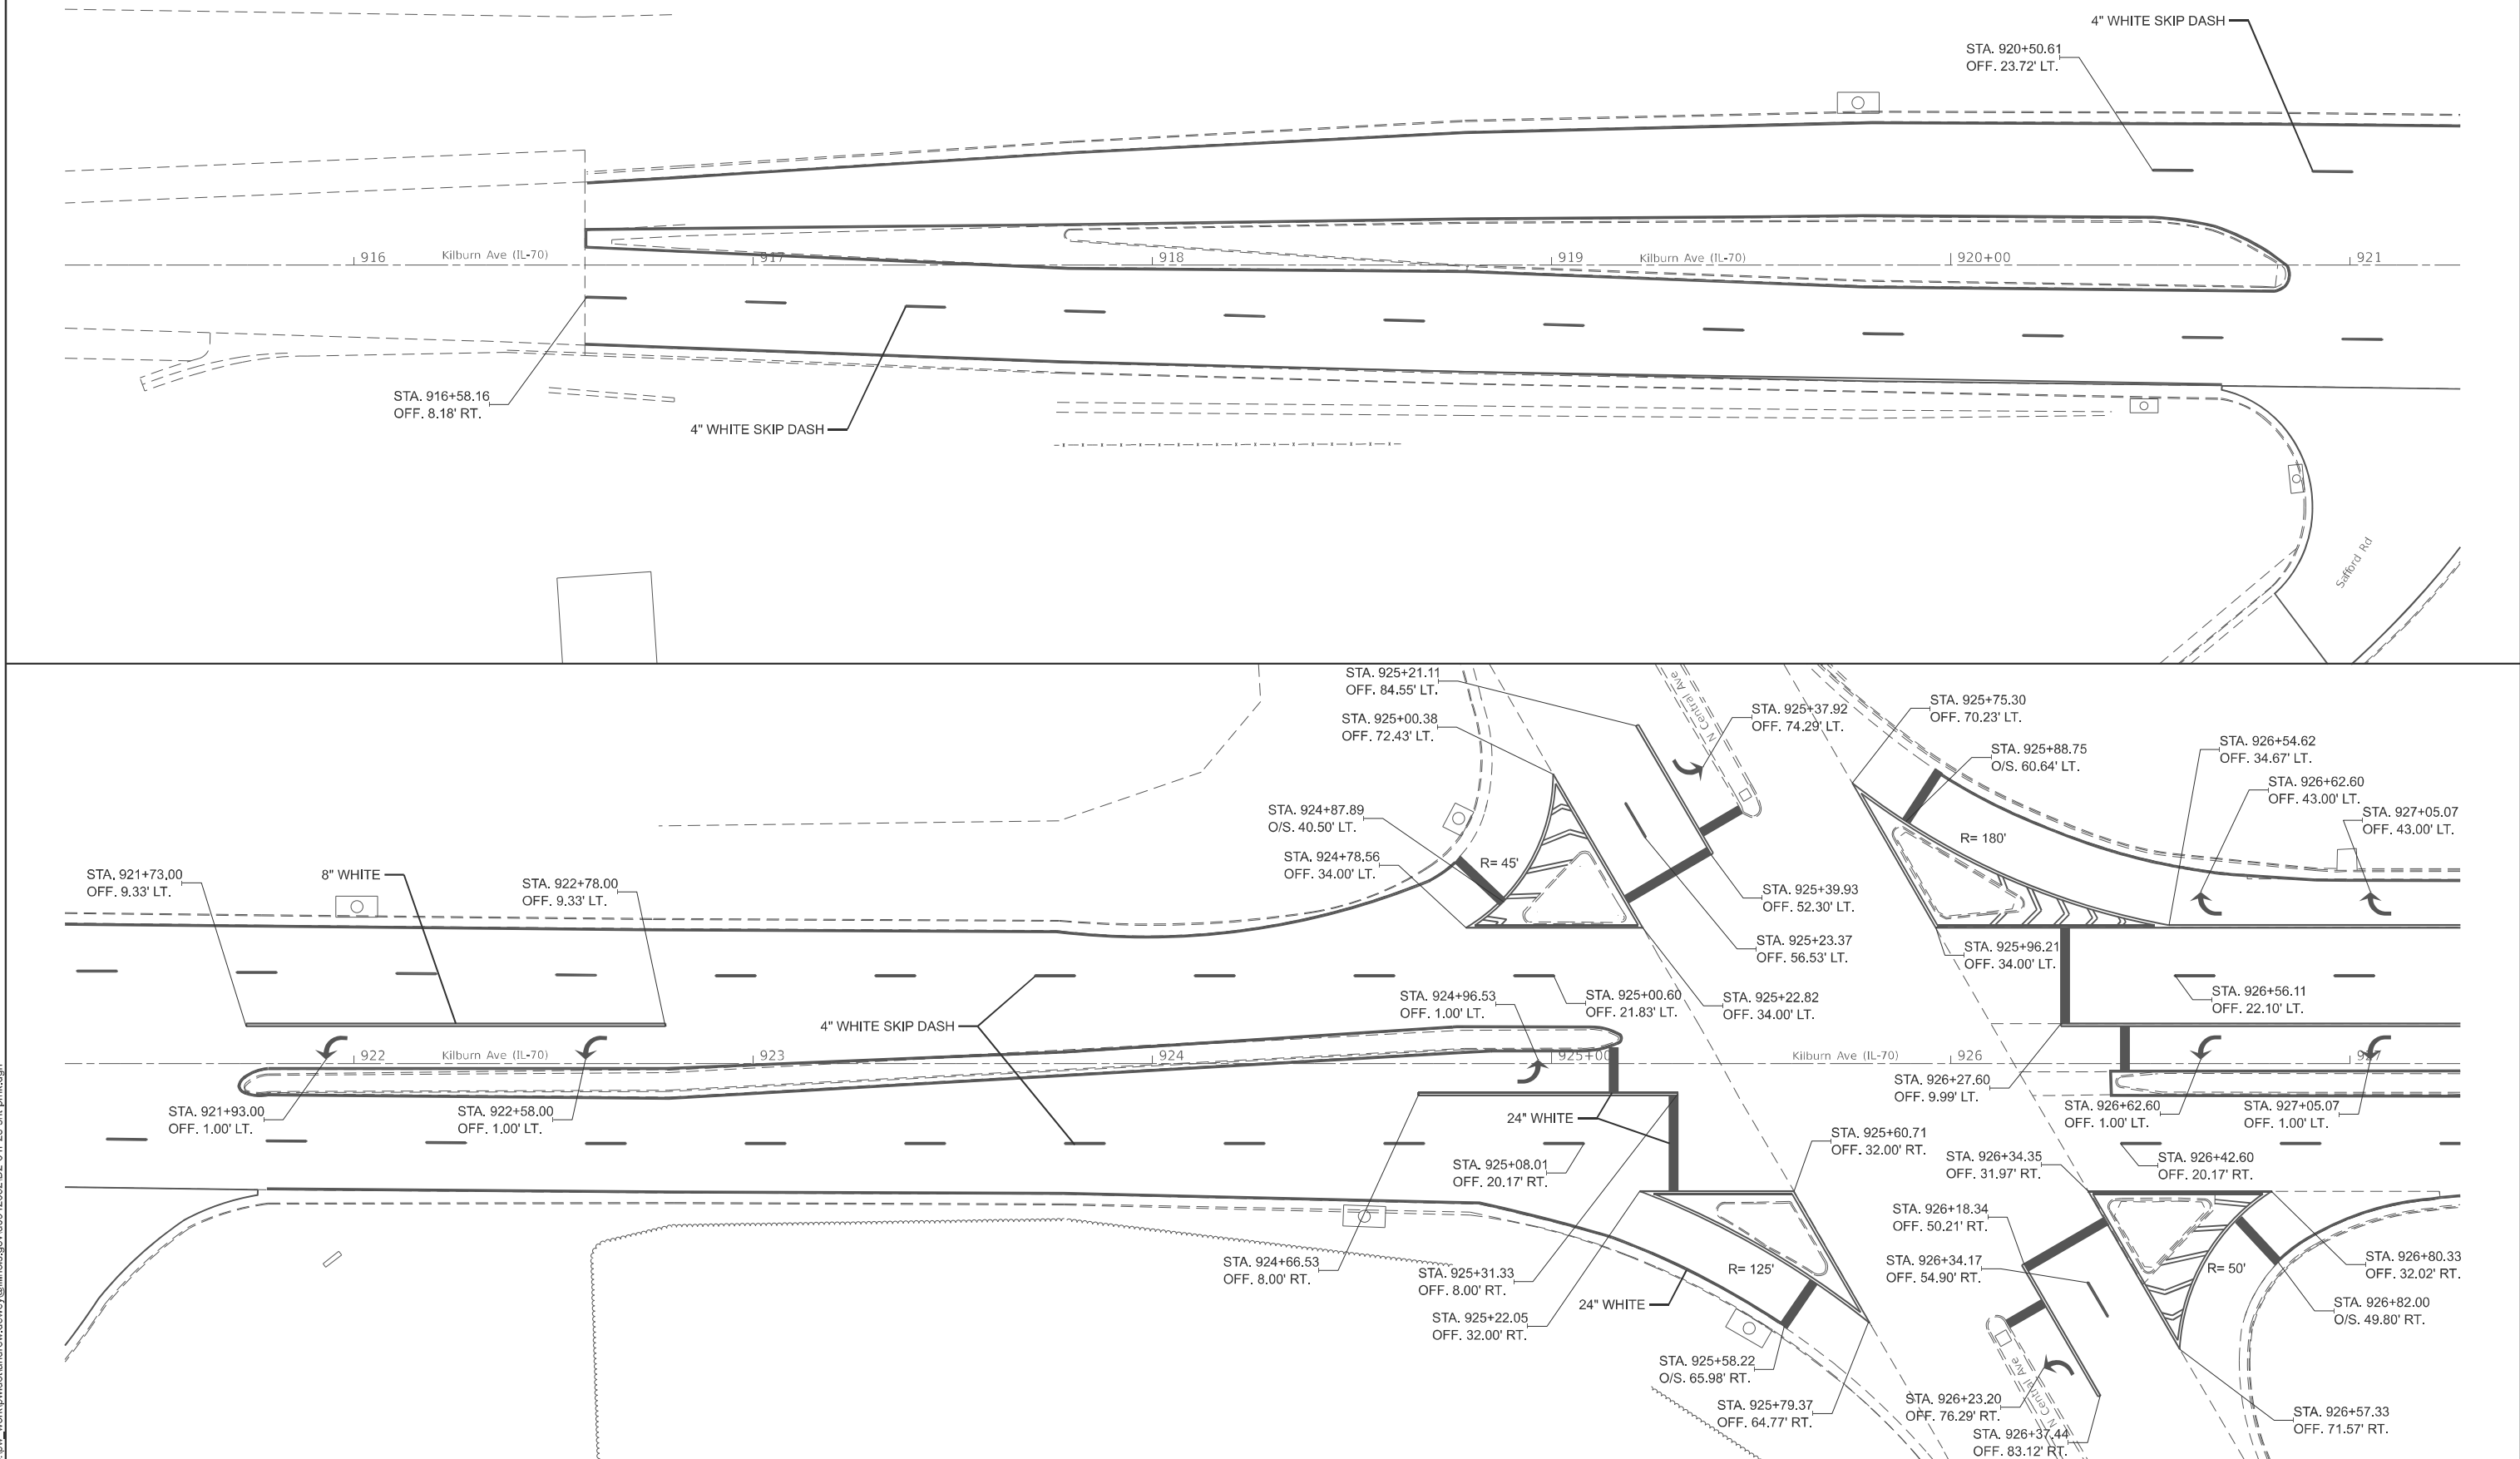 4" WHITE SKIP DASH
STA. 920+50.61
OFF. 23.72' LT.
916
Kilburn Ave (IL-70)
917
918
919
Kilburn Ave (IL-70)
920+00
921
STA. 916+58.16
OFF. 8.18' RT.
4" WHITE SKIP DASH
Safford Rd
STA. 925+21.11
OFF. 84.55' LT.
STA. 925+00.38
OFF. 72.43' LT.
N Central Ave
STA. 925+37.92
OFF. 74.29' LT.
STA. 925+75.30
OFF. 70.23' LT.
STA. 925+88.75
O/S. 60.64' LT.
STA. 926+54.62
OFF. 34.67' LT.
STA. 926+62.60
OFF. 43.00' LT.
STA. 927+05.07
OFF. 43.00' LT.
STA. 924+87.89
O/S. 40.50' LT.
R= 45'
R= 180'
STA. 924+78.56
OFF. 34.00' LT.
STA. 921+73.00
OFF. 9.33' LT.
8" WHITE
STA. 922+78.00
OFF. 9.33' LT.
STA. 925+39.93
OFF. 52.30' LT.
STA. 925+23.37
OFF. 56.53' LT.
STA. 925+96.21
OFF. 34.00' LT.
STA. 924+96.53
OFF. 1.00' LT.
STA. 925+00.60
OFF. 21.83' LT.
STA. 925+22.82
OFF. 34.00' LT.
STA. 926+56.11
OFF. 22.10' LT.
4" WHITE SKIP DASH
922
Kilburn Ave (IL-70)
923
924
925+00
Kilburn Ave (IL-70)
926
927
STA. 926+27.60
OFF. 9.99' LT.
STA. 921+93.00
OFF. 1.00' LT.
STA. 922+58.00
OFF. 1.00' LT.
24" WHITE
STA. 926+62.60
OFF. 1.00' LT.
STA. 927+05.07
OFF. 1.00' LT.
STA. 925+60.71
OFF. 32.00' RT.
STA. 925+08.01
OFF. 20.17' RT.
STA. 926+34.35
OFF. 31.97' RT.
STA. 926+42.60
OFF. 20.17' RT.
STA. 926+18.34
OFF. 50.21' RT.
STA. 924+66.53
OFF. 8.00' RT.
STA. 925+31.33
OFF. 8.00' RT.
R= 125'
STA. 926+34.17
OFF. 54.90' RT.
R= 50'
STA. 926+80.33
OFF. 32.02' RT.
24" WHITE
STA. 925+22.05
OFF. 32.00' RT.
STA. 926+82.00
O/S. 49.80' RT.
STA. 925+58.22
O/S. 65.98' RT.
N Central Ave
STA. 925+79.37
OFF. 64.77' RT.
STA. 926+23.20
OFF. 76.29' RT.
STA. 926+57.33
OFF. 71.57' RT.
STA. 926+37.44
OFF. 83.12' RT.